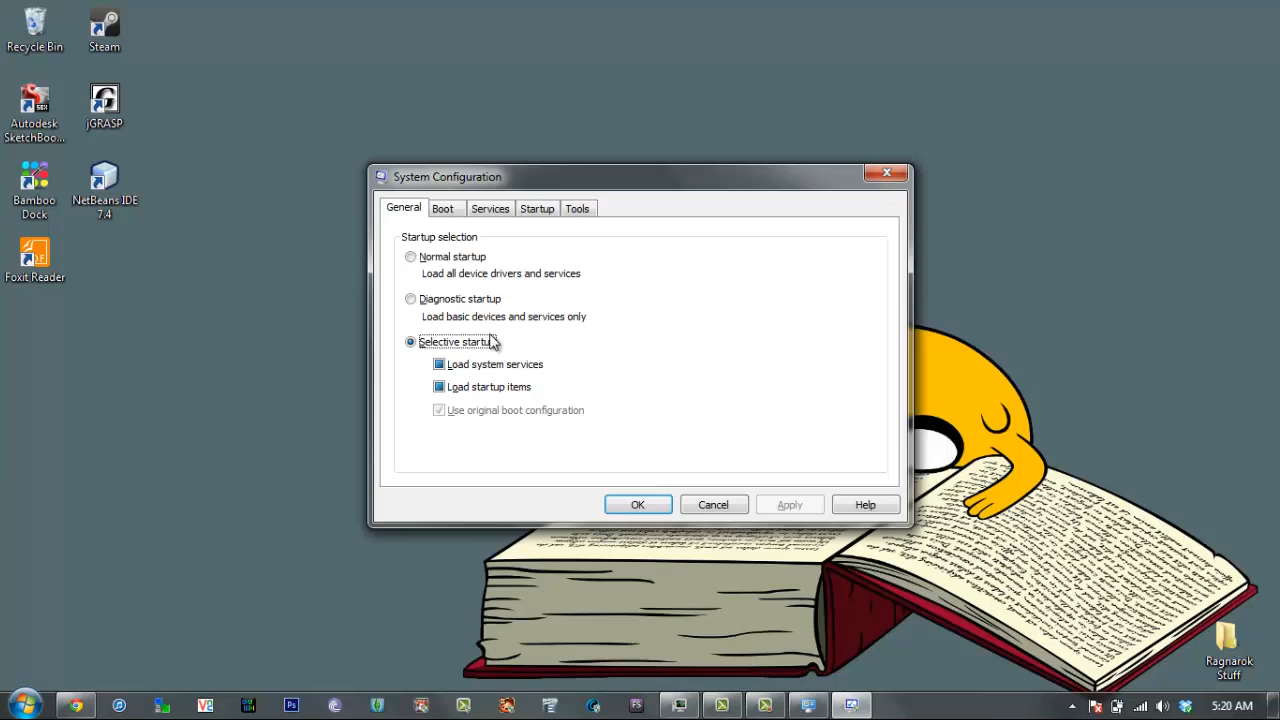 Recycle Bin
Steam
Autodesk
SketchBoo...
jGRASP
Bamboo
Dock
NetBeans IDE
7.4
Foxit Reader
System Configuration
General
Boot
Services
Startup
Tools
Startup selection
Normal startup
Load all device drivers and services
Diagnostic startup
Load basic devices and services only
Selective startup
Load system services
Load startup items
Use original boot configuration
OK
Cancel
Apply
Help
Ragnarok
Stuff
Ps
FS
5:20 AM